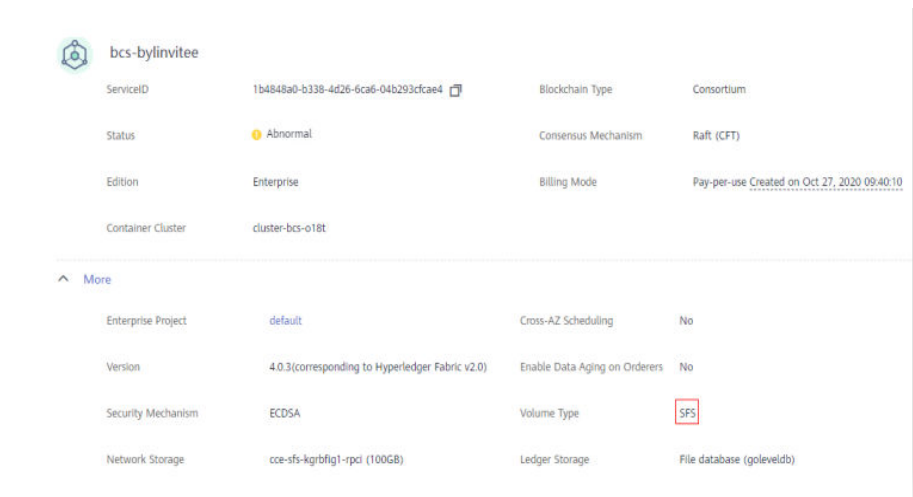 bcs-bylinvitee
ServiceID 1b4848a0-b338-4d26-6ca6-04b293cfcae4 Blockchain Type Consortium
Status Abnormal Consensus Mechanism Raft (CFT)
Edition Enterprise Billing Mode Pay-per-use Created on Oct 27, 2020 09:40:10
Container Cluster cluster-bcs-o18t
More
Enterprise Project default Cross-AZ Scheduling No
Version 4.0.3(corresponding to Hyperledger Fabric v2.0) Enable Data Aging on Orderers No
Security Mechanism ECDSA Volume Type SFS
Network Storage cce-sfs-kgrbfig1-rpci (100GB) Ledger Storage File database (goleveldb)